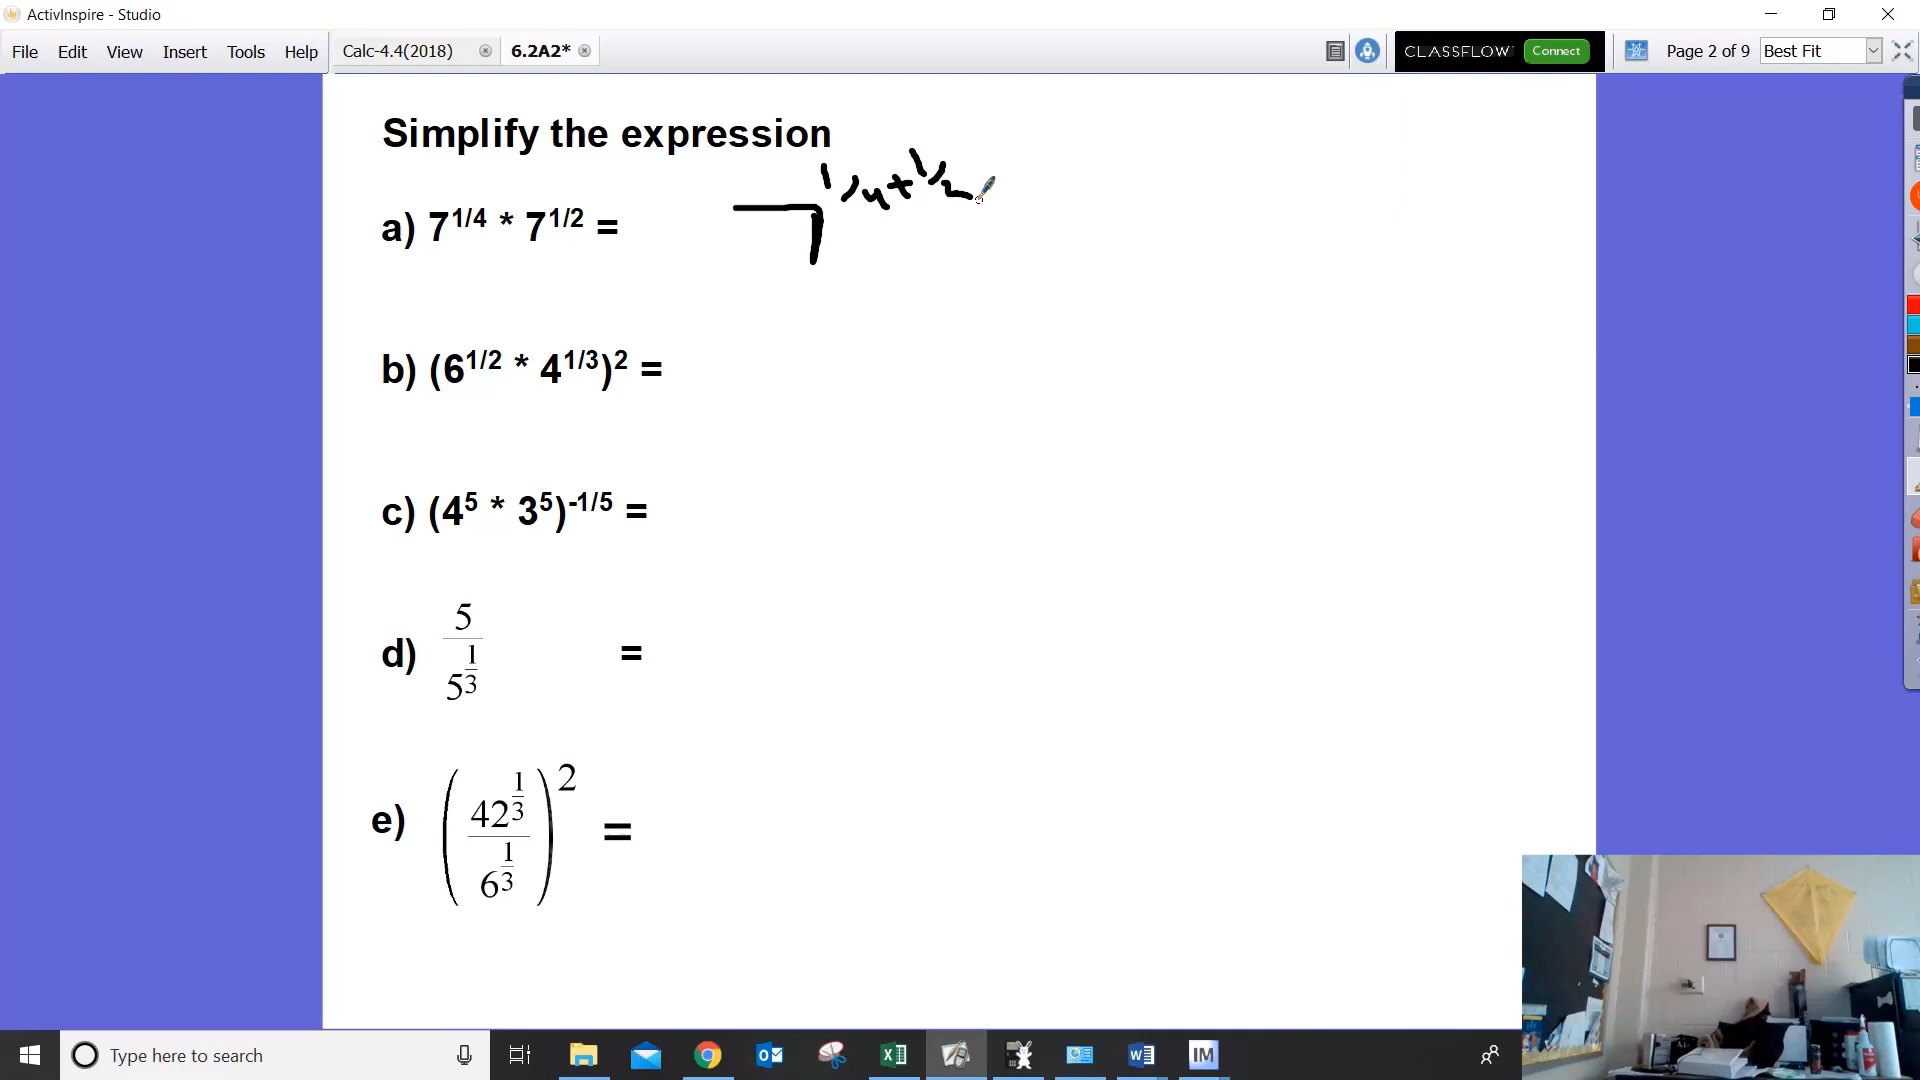 ActivInspire - Studio
File Edit View Insert Tools Help Calc-4.4(2018) 6.2A2* CLASSFLOW Connect Page 2 of 9 Best Fit
Simplify the expression
a) 7^1/4 * 7^1/2 = 7^1/4+1/2
b) (6^1/2 * 4^1/3)^2 =
c) (4^5 * 3^5)^-1/5 =
d) 5/5^1/3 =
e) (42^1/3/6^1/3)^2 =
Type here to search
IM